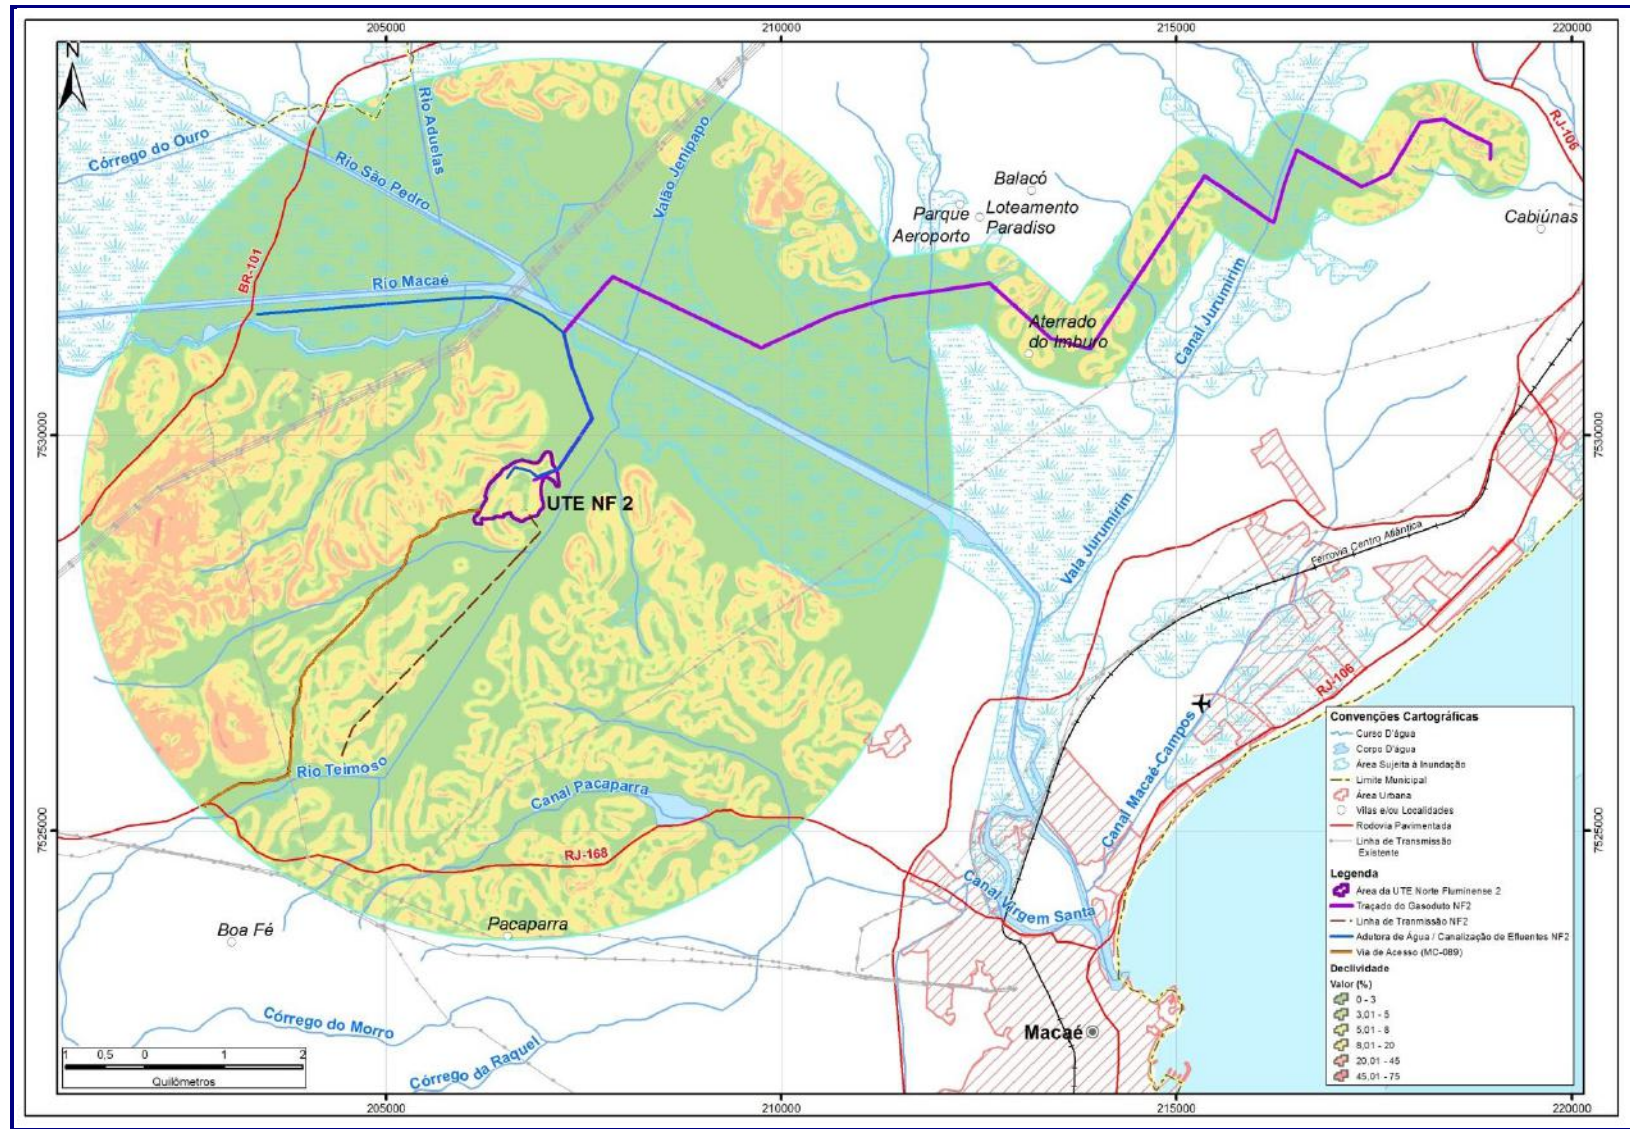 205000
210000
215000
220000
N
Córrego do Ouro
Rio Aduelas
Rio São Pedro
Valão Jenipapo
RJ-106
Balacó
Parque
Aeroporto
Loteamento
Paradiso
Cabiúnas
BR-101
Rio Macaé
Canal Jurumirim
Aterrado
do Imburo
7530000
7530000
UTE NF 2
Vala Jurumirim
Ferrovia Centro Atlântica
RJ-106
Rio Teimoso
Canal Pacaparra
Canal Macaé-Campos
7525000
7525000
RJ-168
Canal Virgem Santa
Boa Fé
Pacaparra
Córrego do Morro
Macaé
Córrego da Raquel
1 0,5 0 1 2
Quilômetros
Convenções Cartográficas
Curso D'água
Corpo D'água
Área Sujeita à Inundação
Limite Municipal
Área Urbana
Vilas e/ou Localidades
Rodovia Pavimentada
Linha de Transmissão
Existente
Legenda
Área da UTE Norte Fluminense 2
Traçado do Gasoduto NF2
Linha de Tranmissão NF2
Adutora de Água / Canalização de Efluentes NF2
Via de Acesso (MC-089)
Declividade
Valor (%)
0 - 3
3,01 - 5
5,01 - 8
8,01 - 20
20,01 - 45
45,01 - 75
205000
210000
215000
220000